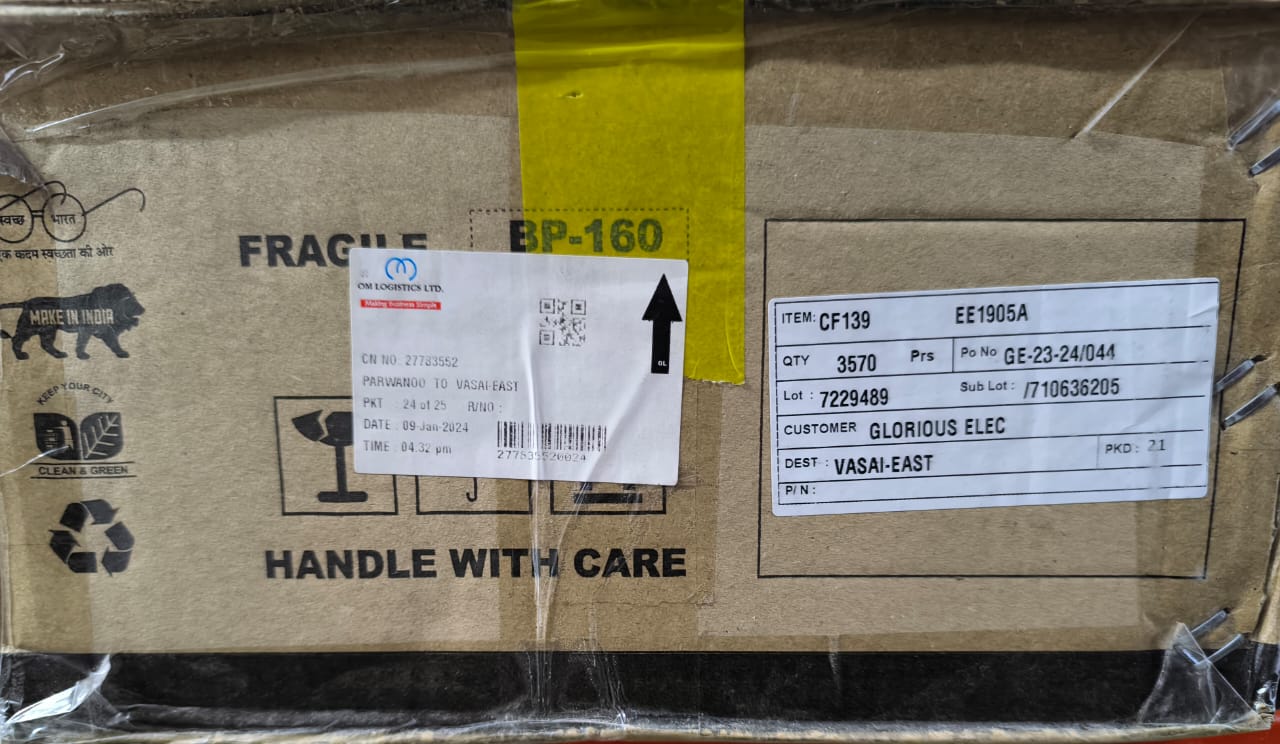 स्वच्छ भारत
एक कदम स्वच्छता की ओर
MAKE IN INDIA
KEEP YOUR CITY
CLEAN & GREEN
FRAGILE
BP-160
OM LOGISTICS LTD.
Making Business Simple
OL
CN NO. 27783552
PARWANOO TO VASAI-EAST
PKT : 24 of 25 R/NO :
DATE : 09-Jan-2024
TIME : 04.32 pm
277835520024
HANDLE WITH CARE
ITEM: CF139 EE1905A
QTY 3570 Prs Po No GE-23-24/044
Lot : 7229489 Sub Lot : /710636205
CUSTOMER GLORIOUS ELEC
DEST : VASAI-EAST PKD : 21
P/N :